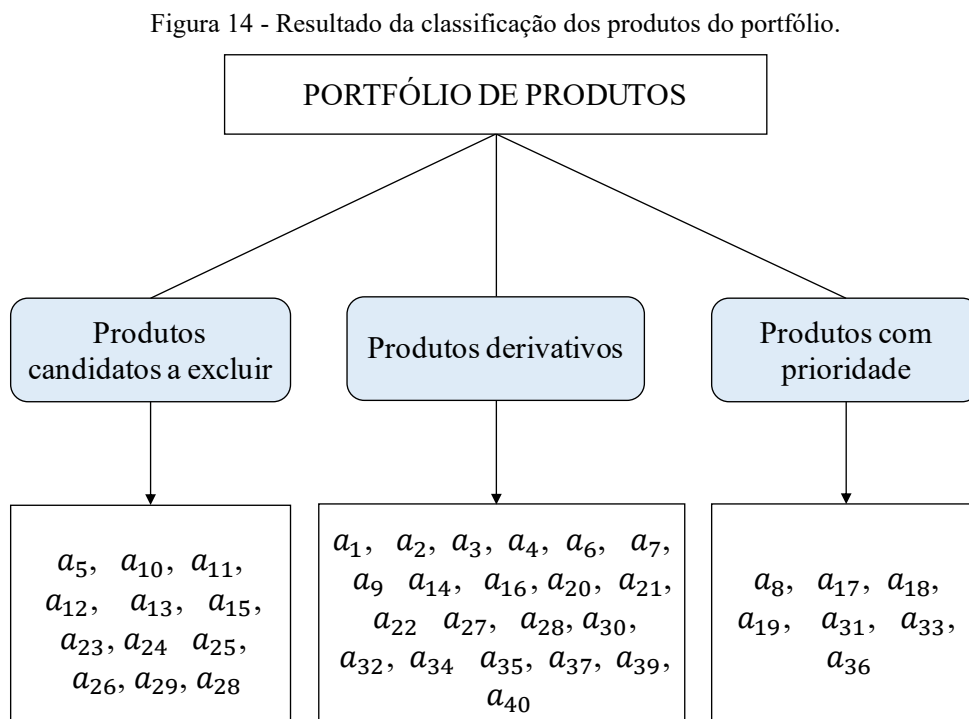 Figura 14 - Resultado da classificação dos produtos do portfólio.
PORTFÓLIO DE PRODUTOS
Produtos
candidatos a excluir
Produtos derivativos
Produtos com
prioridade
a₅, a₁₀, a₁₁,
a₁₂, a₁₃, a₁₅,
a₂₃, a₂₄ a₂₅,
a₂₆, a₂₉, a₂₈
a₁, a₂, a₃, a₄, a₆, a₇,
a₉ a₁₄, a₁₆, a₂₀, a₂₁,
a₂₂ a₂₇, a₂₈, a₃₀,
a₃₂, a₃₄ a₃₅, a₃₇, a₃₉,
a₄₀
a₈, a₁₇, a₁₈,
a₁₉, a₃₁, a₃₃,
a₃₆